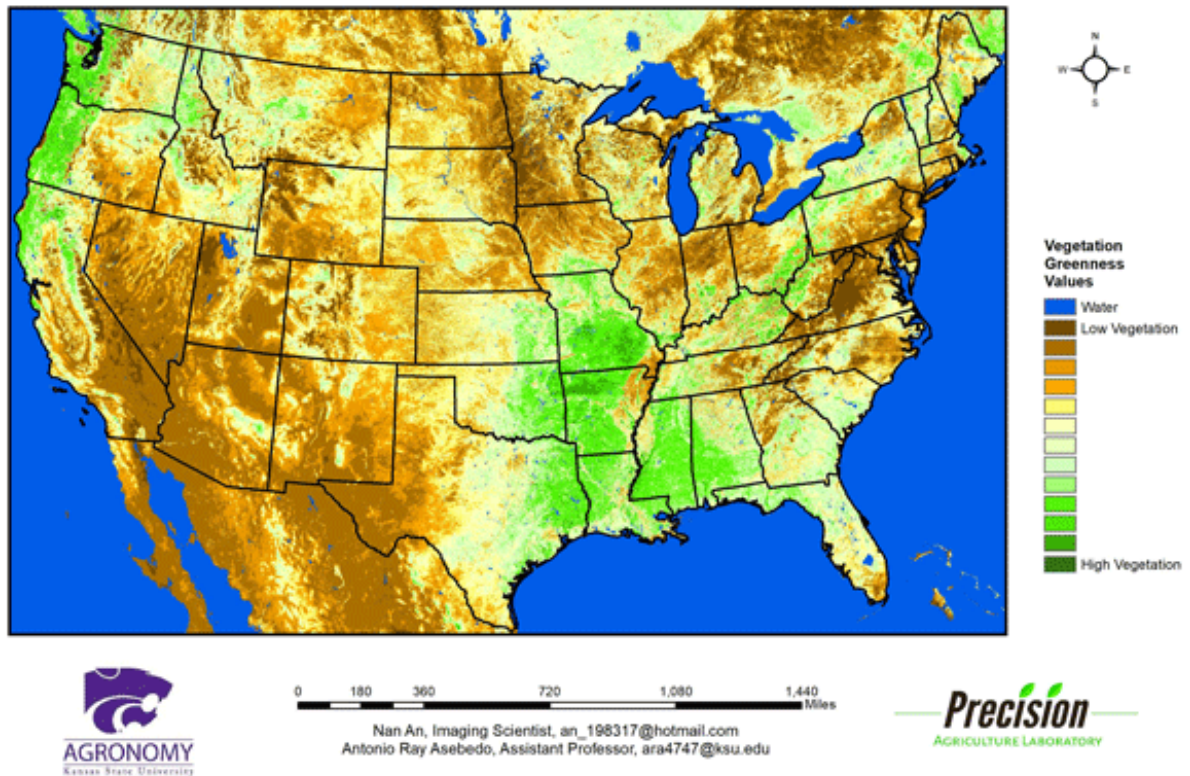 N
W
E
S
Vegetation
Greenness
Values
Water
Low Vegetation
High Vegetation
0 180 360 720 1,080 1,440
Miles
Nan An, Imaging Scientist, an_198317@hotmail.com
Antonio Ray Asebedo, Assistant Professor, ara4747@ksu.edu
AGRONOMY
Kansas State University
Precision
AGRICULTURE LABORATORY